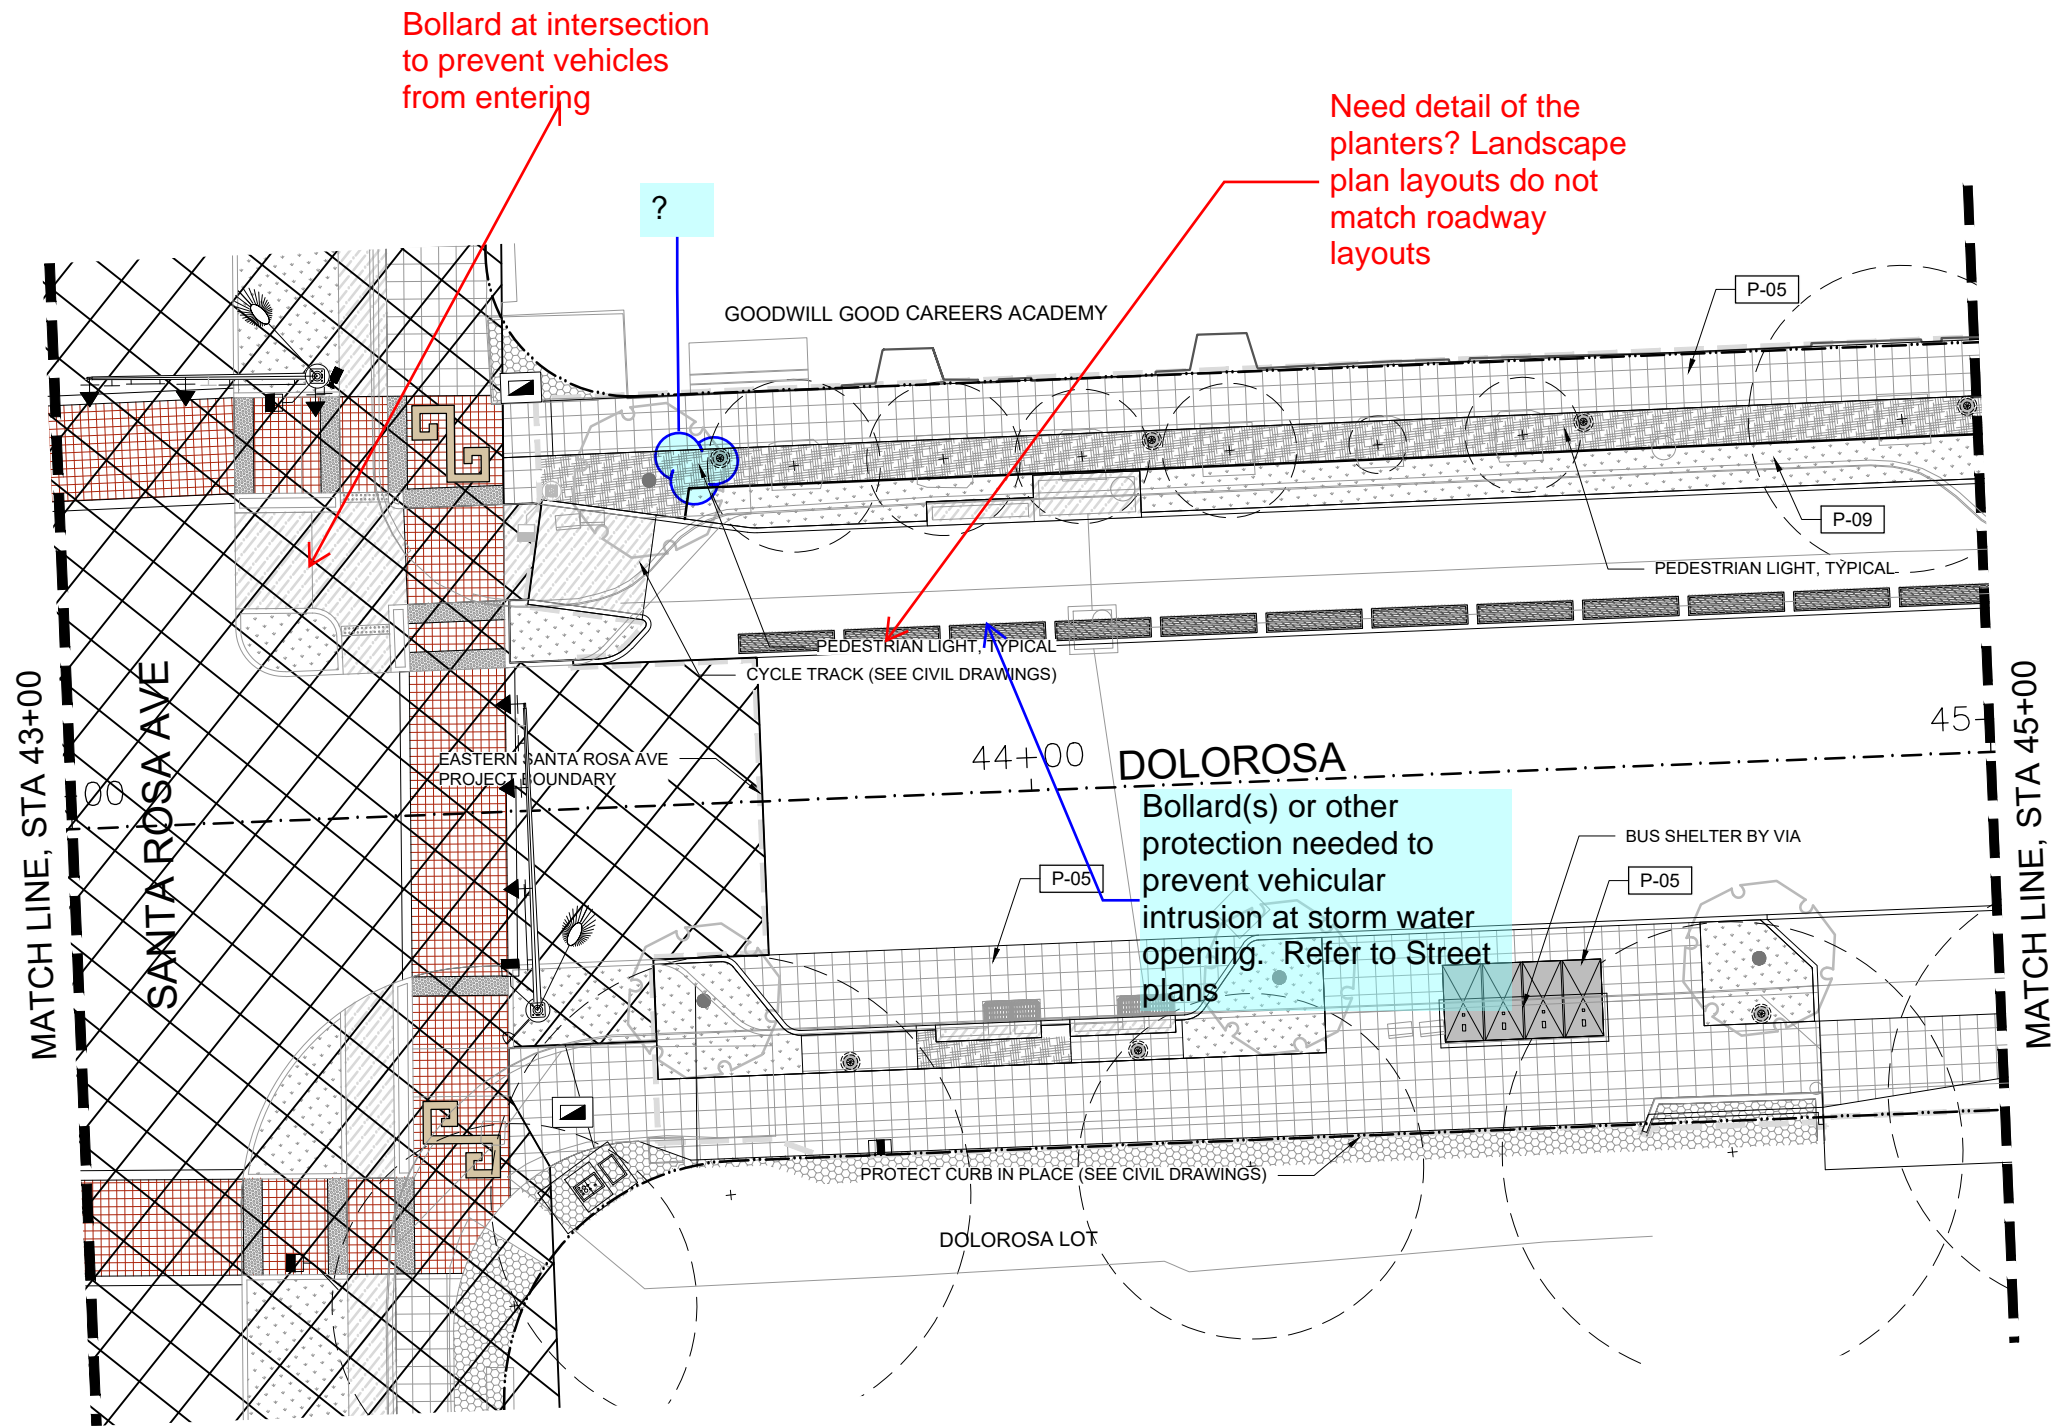 Bollard at intersection
to prevent vehicles
from entering
Need detail of the
planters? Landscape
plan layouts do not
match roadway
layouts
?
P-05
GOODWILL GOOD CAREERS ACADEMY
P-09
PEDESTRIAN LIGHT, TYPICAL
PEDESTRIAN LIGHT, TYPICAL
CYCLE TRACK (SEE CIVIL DRAWINGS)
MATCH LINE, STA 43+00
SANTA ROSA AVE
00
EASTERN SANTA ROSA AVE
PROJECT BOUNDARY
44+00
DOLOROSA
45
MATCH LINE, STA 45+00
Bollard(s) or other
protection needed to
prevent vehicular
intrusion at storm water
opening. Refer to Street
plans
P-05
BUS SHELTER BY VIA
P-05
PROTECT CURB IN PLACE (SEE CIVIL DRAWINGS)
DOLOROSA LOT